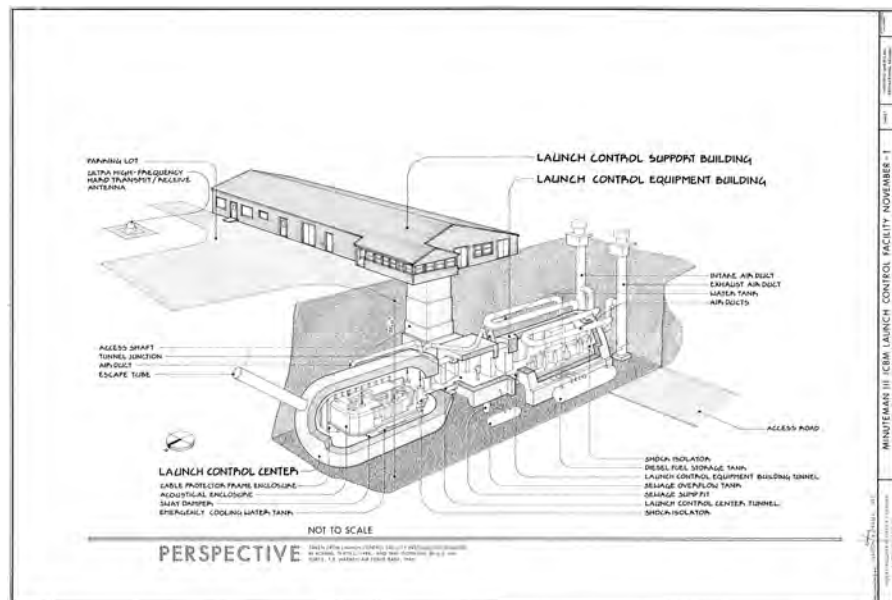 PARKING LOT
ULTRA HIGH-FREQUENCY
HARD TRANSMIT/RECEIVE
ANTENNA
LAUNCH CONTROL SUPPORT BUILDING
LAUNCH CONTROL EQUIPMENT BUILDING
INTAKE AIR DUCT
EXHAUST AIR DUCT
WATER TANK
AIR DUCTS
ACCESS SHAFT
TUNNEL JUNCTION
AIR DUCT
ESCAPE TUBE
ACCESS ROAD
LAUNCH CONTROL CENTER
CABLE PROTECTOR FRAME ENCLOSURE
ACOUSTICAL ENCLOSURE
SWAY DAMPER
EMERGENCY COOLING WATER TANK
SHOCK ISOLATOR
DIESEL FUEL STORAGE TANK
LAUNCH CONTROL EQUIPMENT BUILDING TUNNEL
SEWAGE OVERFLOW TANK
SEWAGE SUMP PIT
LAUNCH CONTROL CENTER TUNNEL
SHOCK ISOLATOR
NOT TO SCALE
PERSPECTIVE
MINUTEMAN III ICBM LAUNCH CONTROL FACILITY NOVEMBER-1